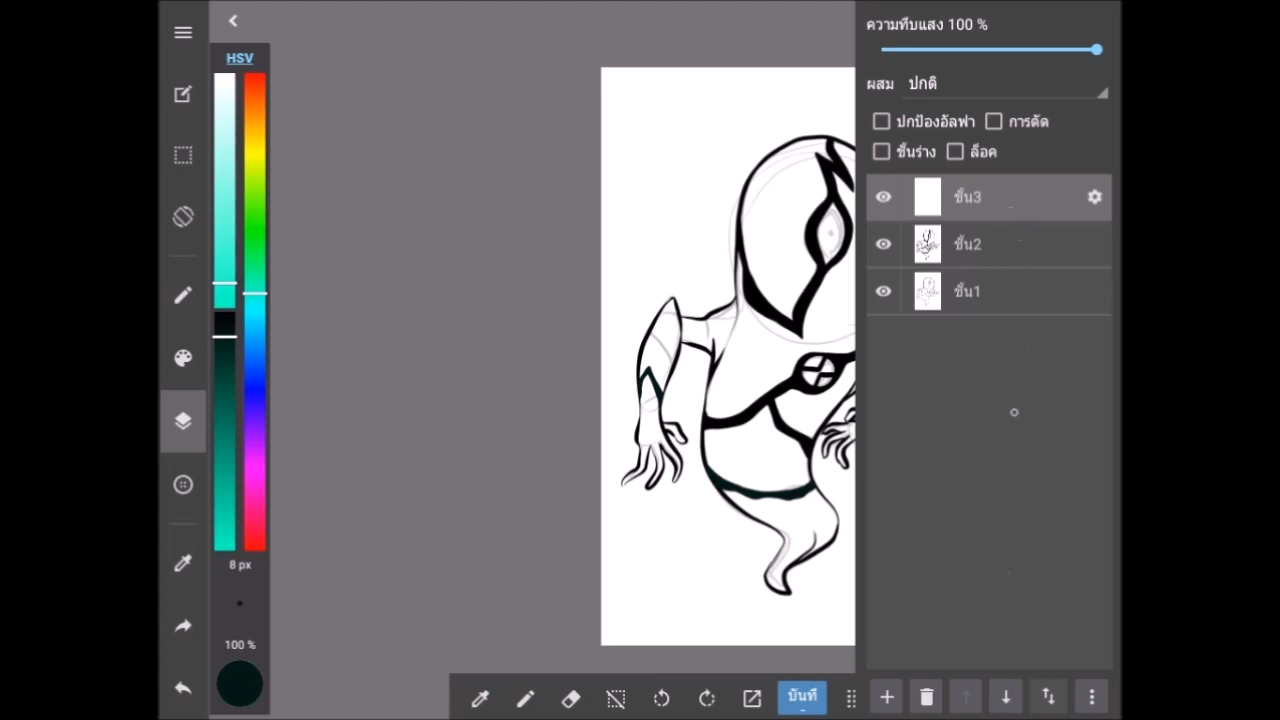 HSV
8 px
100 %
ความทึบแสง 100 %
ผสม ปกติ
ปกป้องอัลฟา การตัด
ชั้นร่าง ล็อค
ชั้น3
ชั้น2
ชั้น1
บันทึ